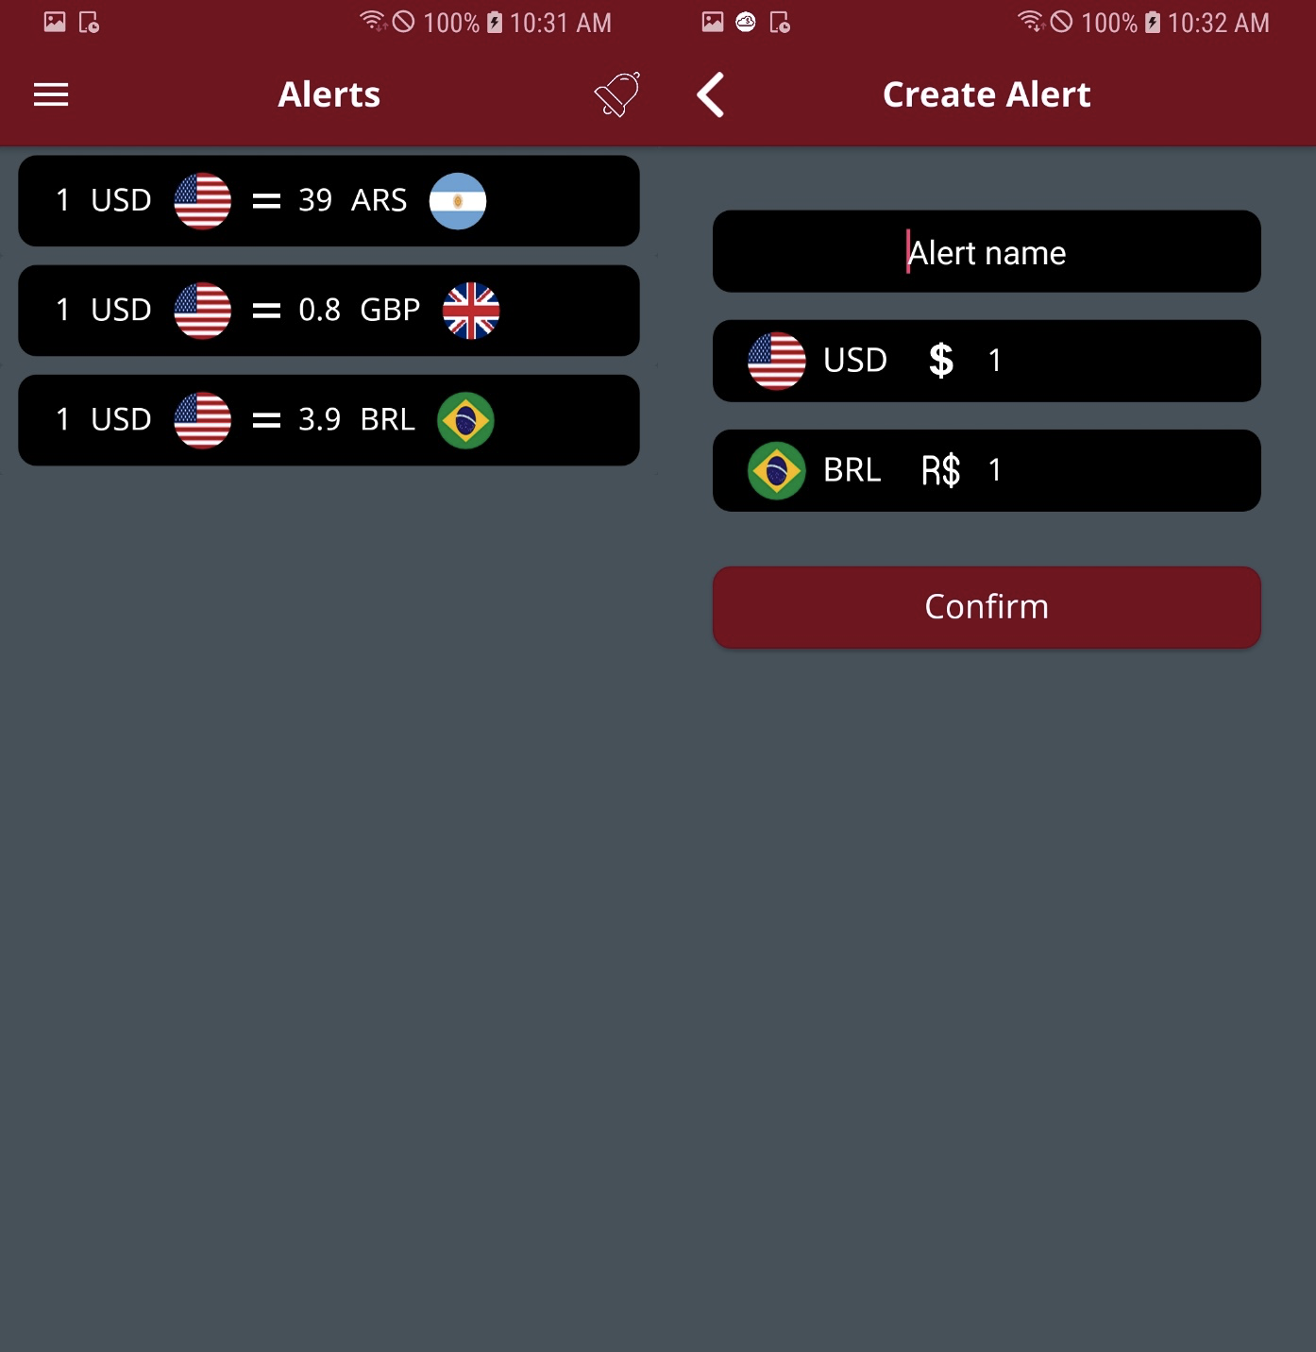 100% 10:31 AM
Alerts
1 USD = 39 ARS
1 USD = 0.8 GBP
1 USD = 3.9 BRL
100% 10:32 AM
Create Alert
Alert name
USD $ 1
BRL R$ 1
Confirm